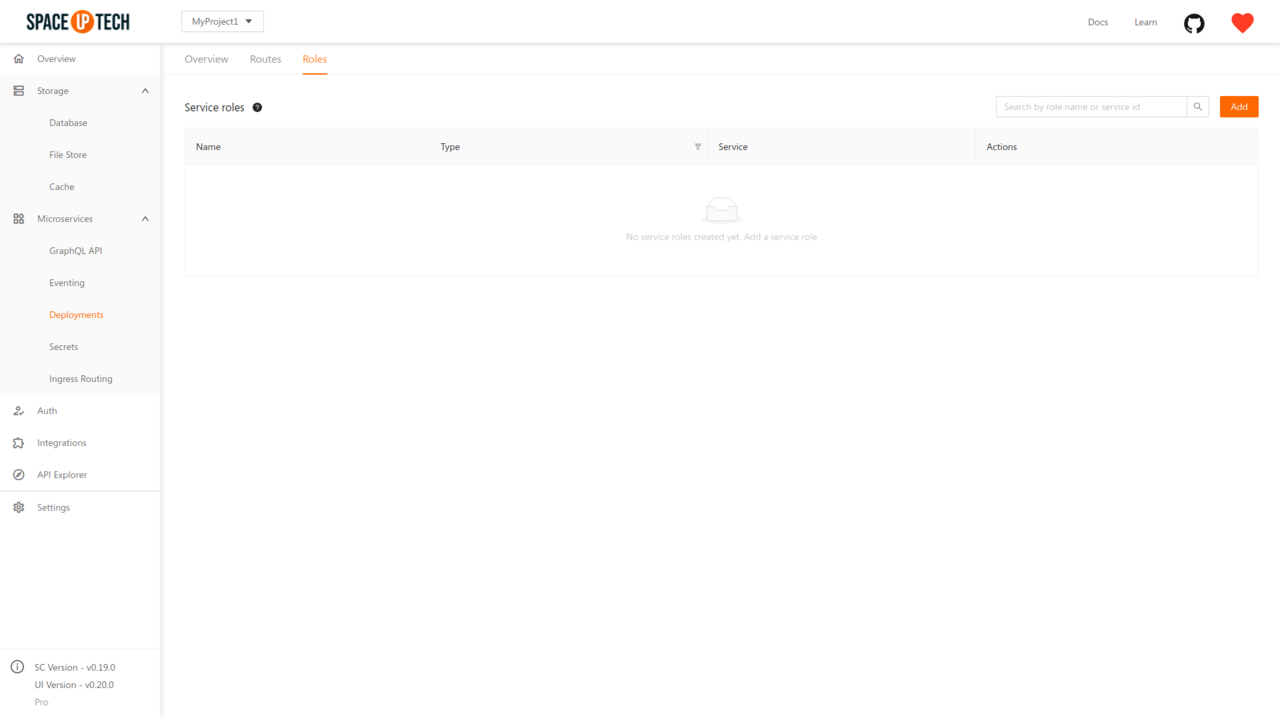 SPACE UP TECH
MyProject1
Docs
Learn
Overview
Storage
Database
File Store
Cache
Microservices
GraphQL API
Eventing
Deployments
Secrets
Ingress Routing
Auth
Integrations
API Explorer
Settings
SC Version - v0.19.0
UI Version - v0.20.0
Pro
Overview Routes Roles
Service roles ?
Search by role name or service id
Add
Name Type Service Actions
No service roles created yet. Add a service role